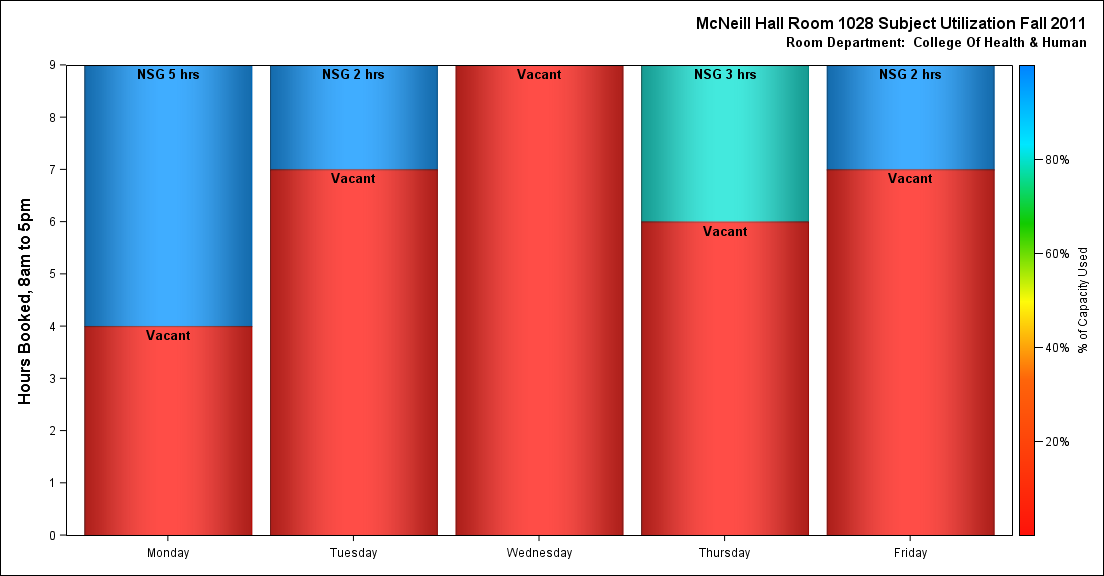 McNeill Hall Room 1028 Subject Utilization Fall 2011
Room Department:  College Of Health & Human
Hours Booked, 8am to 5pm
9
8
7
6
5
4
3
2
1
0
NSG 5 hrs
Vacant
NSG 2 hrs
Vacant
Vacant
NSG 3 hrs
Vacant
NSG 2 hrs
Vacant
Monday
Tuesday
Wednesday
Thursday
Friday
80%
60%
40%
20%
% of Capacity Used